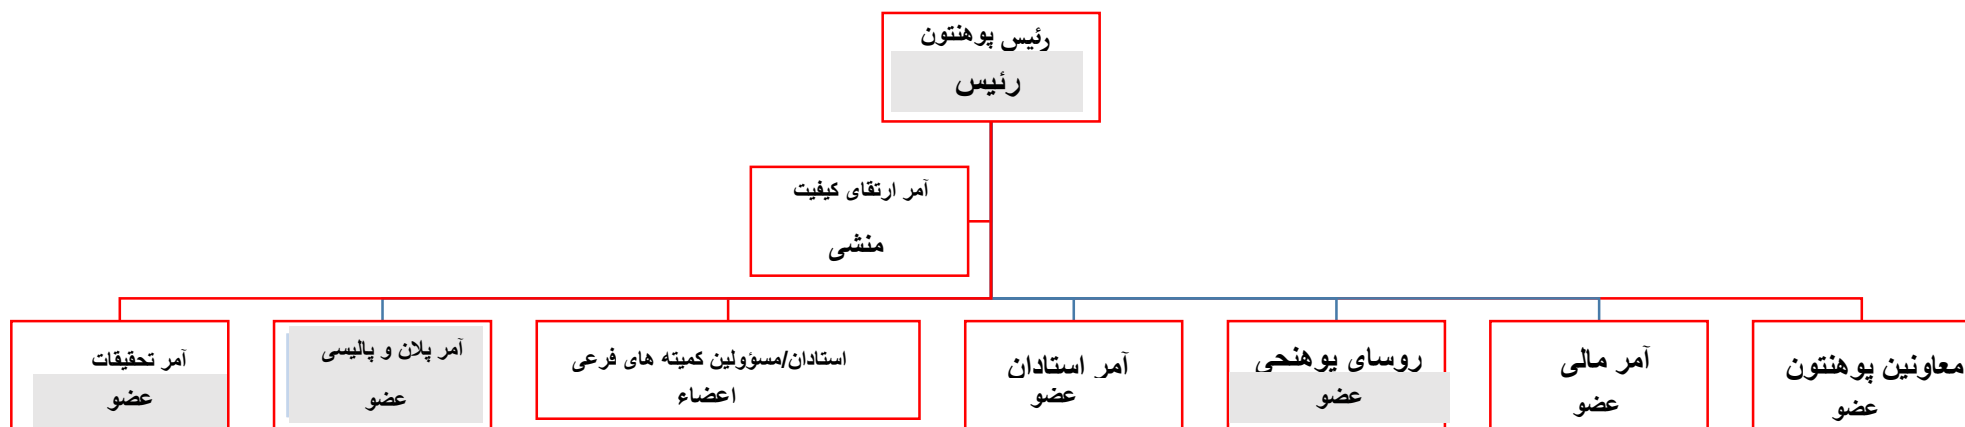 رئیس پوهنتون
رئیس
آمر ارتقای کیفیت
منشی
معاونین پوهنتون
عضو
آمر مالی
عضو
روسای پوهنحی
عضو
آمر استادان
عضو
استادان/مسؤولین کمیته های فرعی
اعضاء
آمر پلان و پالیسی
عضو
آمر تحقیقات
عضو